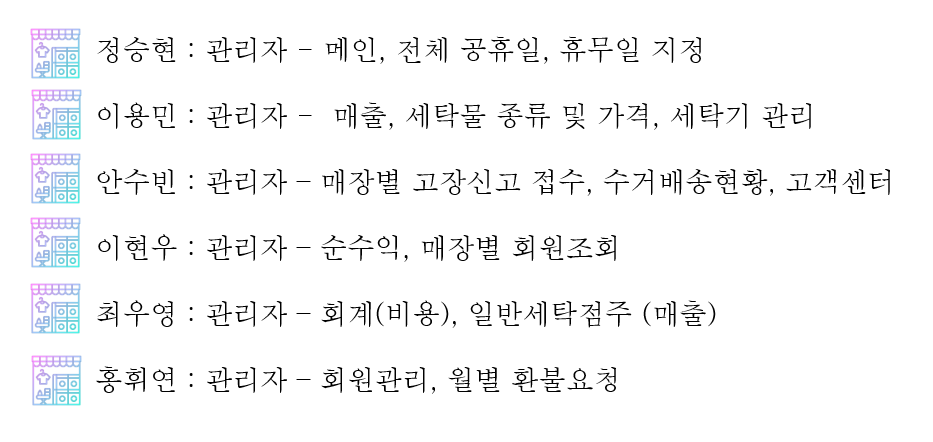 정승현 : 관리자 – 메인, 전체 공휴일, 휴무일 지정
이용민 : 관리자 – 매출, 세탁물 종류 및 가격, 세탁기 관리
안수빈 : 관리자 – 매장별 고장신고 접수, 수거배송현황, 고객센터
이현우 : 관리자 – 순수익, 매장별 회원조회
최우영 : 관리자 – 회계(비용), 일반세탁점주 (매출)
홍휘연 : 관리자 – 회원관리, 월별 환불요청